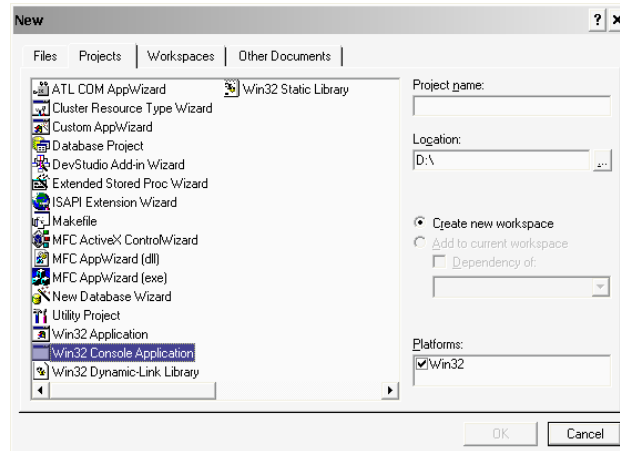 New
Files
Projects
Workspaces
Other Documents
ATL COM AppWizard
Cluster Resource Type Wizard
Custom AppWizard
Database Project
DevStudio Add-in Wizard
Extended Stored Proc Wizard
ISAPI Extension Wizard
Makefile
MFC ActiveX ControlWizard
MFC AppWizard (dll)
MFC AppWizard (exe)
New Database Wizard
Utility Project
Win32 Application
Win32 Console Application
Win32 Dynamic-Link Library
Win32 Static Library
Project name:
Location:
D:\
...
Create new workspace
Add to current workspace
Dependency of:
Platforms:
Win32
OK
Cancel